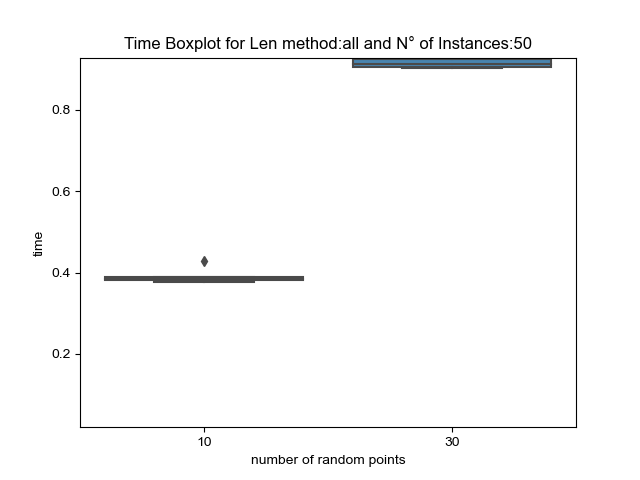 Time Boxplot for Len method:all and N° of Instances:50
0.8
0.6
0.4
0.2
time
10
30
number of random points